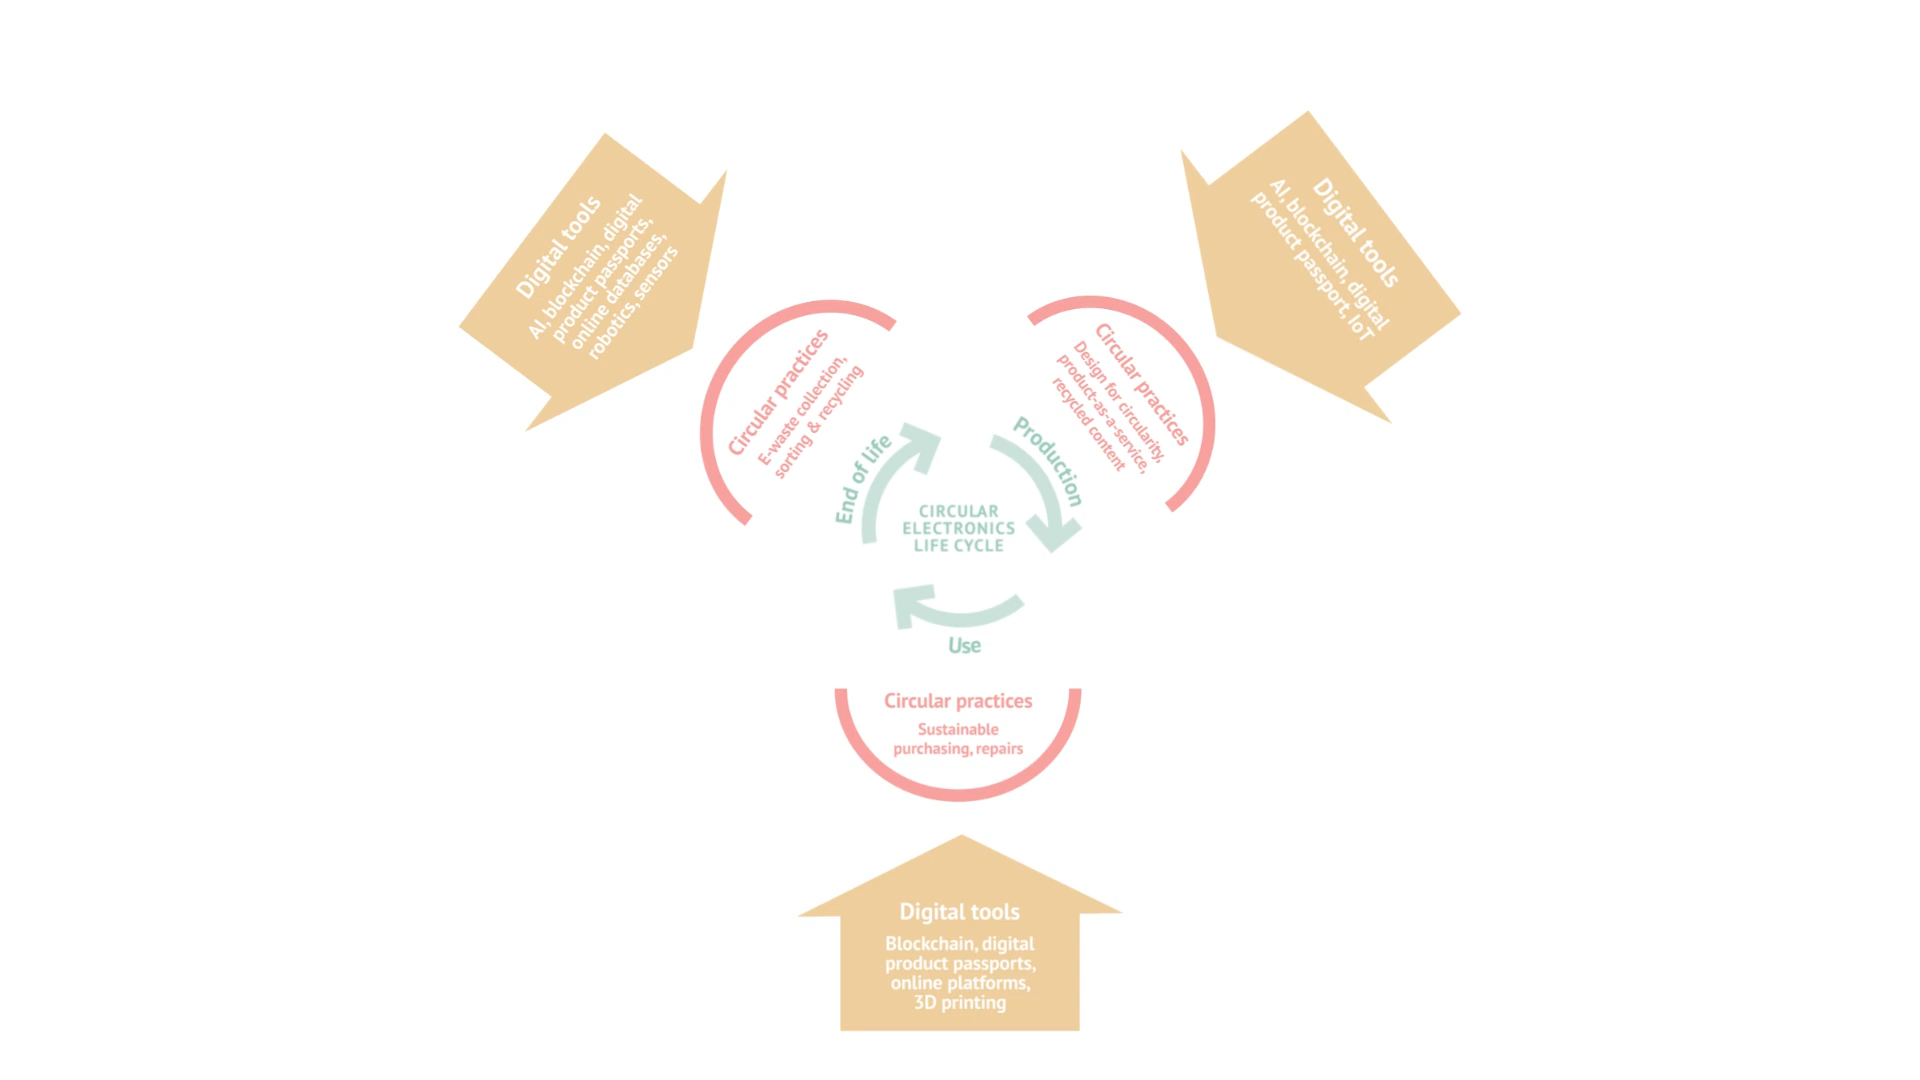 Digital tools
AI, blockchain, digital
product passports,
online databases,
robotics, sensors
Digital tools
AI, blockchain, digital
product passport, IoT
Circular practices
E-waste collection,
sorting & recycling
Circular practices
Design for circularity,
product-as-a-service,
recycled content
End of life
Production
CIRCULAR
ELECTRONICS
LIFE CYCLE
Use
Circular practices
Sustainable
purchasing, repairs
Digital tools
Blockchain, digital
product passports,
online platforms,
3D printing